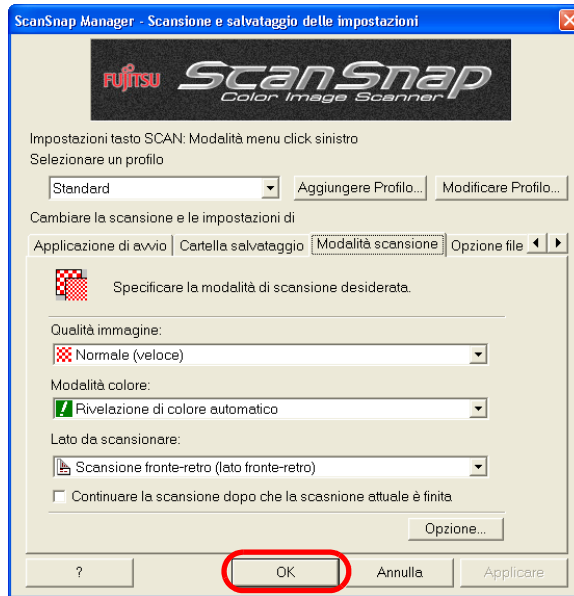 ScanSnap Manager - Scansione e salvataggio delle impostazioni
FUJITSU ScanSnap
Color Image Scanner
Impostazioni tasto SCAN: Modalità menu click sinistro
Selezionare un profilo
Standard Aggiungere Profilo... Modificare Profilo...
Cambiare la scansione e le impostazioni di
Applicazione di avvio Cartella salvataggio Modalità scansione Opzione file
Specificare la modalità di scansione desiderata.
Qualità immagine:
Normale (veloce)
Modalità colore:
Rivelazione di colore automatico
Lato da scansionare:
Scansione fronte-retro (lato fronte-retro)
Continuare la scansione dopo che la scasnione attuale è finita
Opzione...
? OK Annulla Applicare